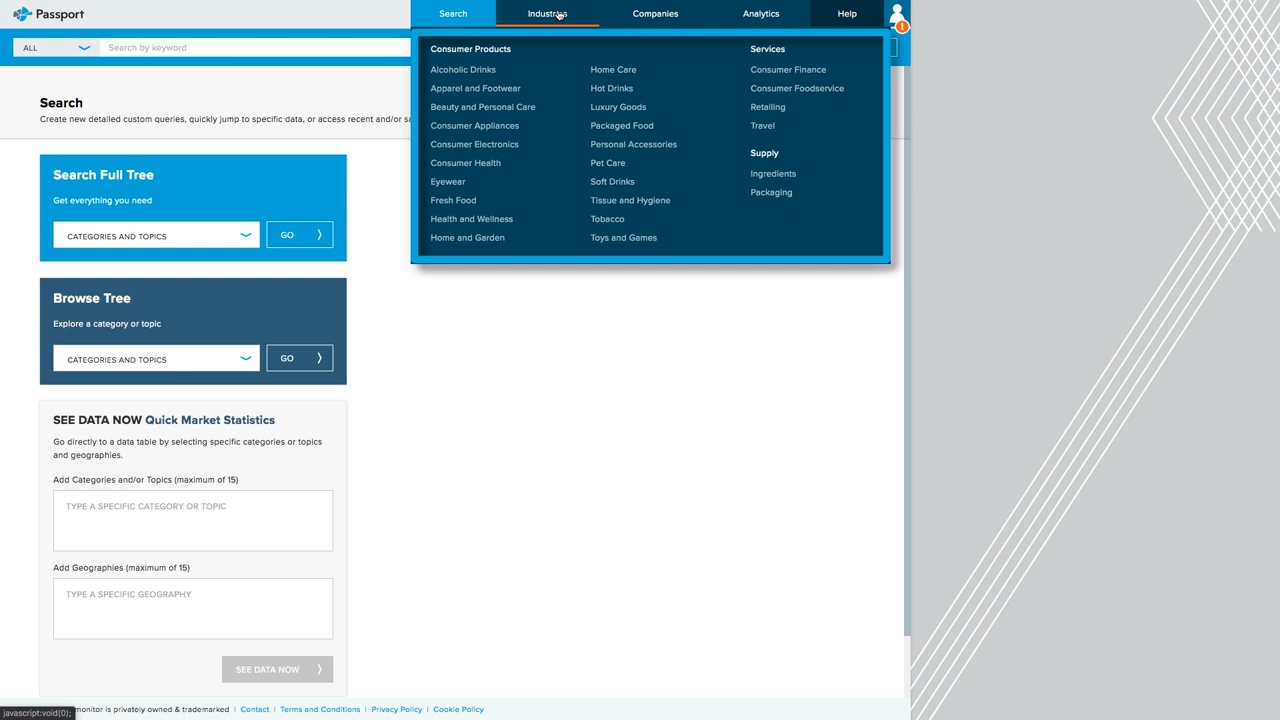 Passport
Search
Industries
Companies
Analytics
Help
1
ALL
Search by keyword
Consumer Products
Alcoholic Drinks
Apparel and Footwear
Beauty and Personal Care
Consumer Appliances
Consumer Electronics
Consumer Health
Eyewear
Fresh Food
Health and Wellness
Home and Garden
Home Care
Hot Drinks
Luxury Goods
Packaged Food
Personal Accessories
Pet Care
Soft Drinks
Tissue and Hygiene
Tobacco
Toys and Games
Services
Consumer Finance
Consumer Foodservice
Retailing
Travel
Supply
Ingredients
Packaging
Search
Create new detailed custom queries, quickly jump to specific data, or access recent and/or sa
Search Full Tree
Get everything you need
CATEGORIES AND TOPICS
GO
Browse Tree
Explore a category or topic
CATEGORIES AND TOPICS
GO
SEE DATA NOW Quick Market Statistics
Go directly to a data table by selecting specific categories or topics
and geographies.
Add Categories and/or Topics (maximum of 15)
TYPE A SPECIFIC CATEGORY OR TOPIC
Add Geographies (maximum of 15)
TYPE A SPECIFIC GEOGRAPHY
SEE DATA NOW
javascript:void(0);
monitor is privately owned & trademarked | Contact | Terms and Conditions | Privacy Policy | Cookie Policy